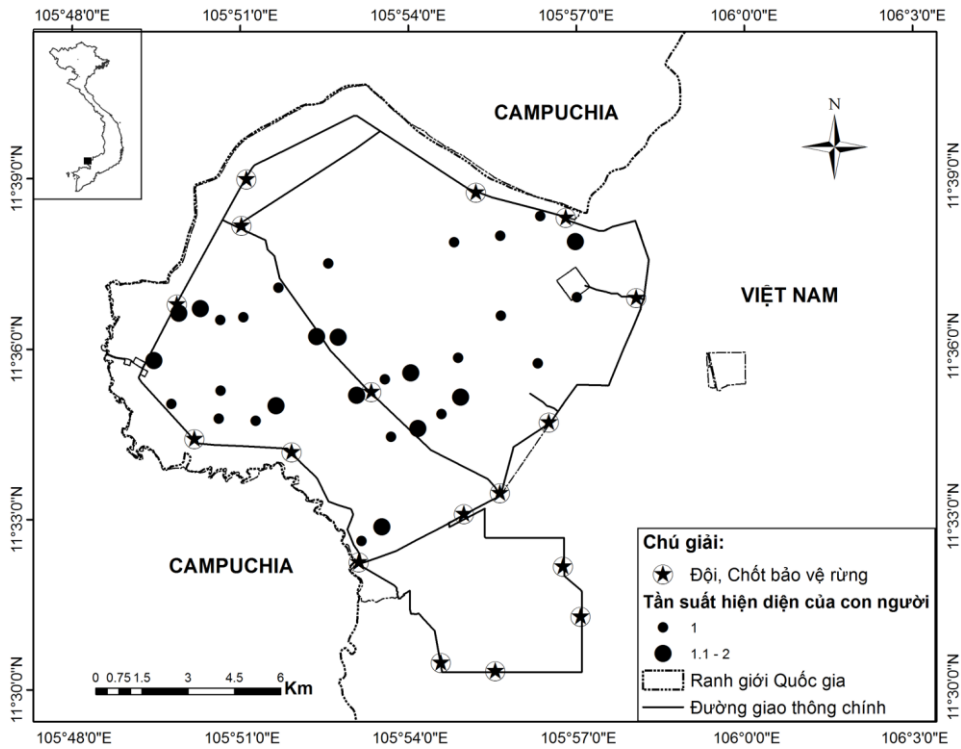 105°48'0"E 105°51'0"E 105°54'0"E 105°57'0"E 106°0'0"E 106°3'0"E
N
CAMPUCHIA
11°39'0"N
11°39'0"N
VIỆT NAM
11°36'0"N
11°36'0"N
11°33'0"N
11°33'0"N
CAMPUCHIA
Chú giải:
Đội, Chốt bảo vệ rừng
Tần suất hiện diện của con người
1
1.1 - 2
Ranh giới Quốc gia
Đường giao thông chính
0 0.75 1.5 3 4.5 6 Km
11°30'0"N
11°30'0"N
105°48'0"E 105°51'0"E 105°54'0"E 105°57'0"E 106°0'0"E 106°3'0"E